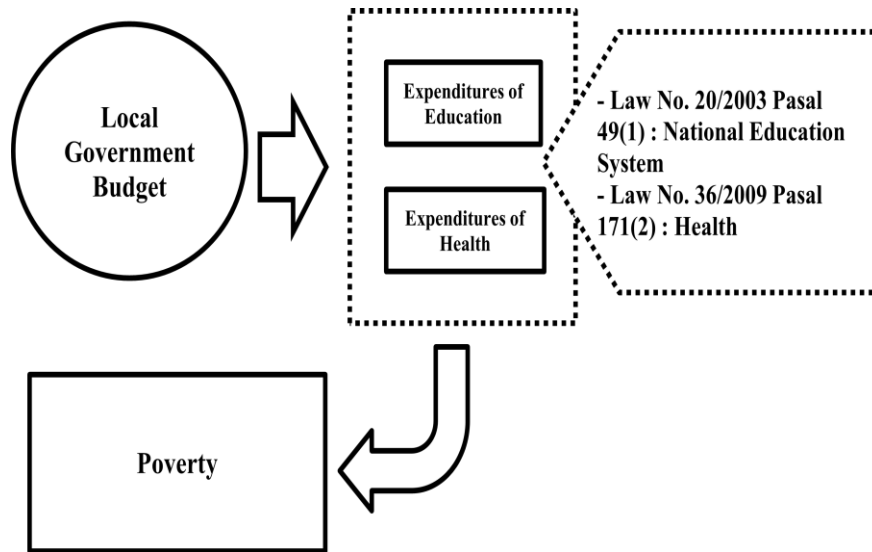 Local
Government
Budget
Expenditures of
Education
Expenditures of
Health
- Law No. 20/2003 Pasal
49(1) : National Education
System
- Law No. 36/2009 Pasal
171(2) : Health
Poverty